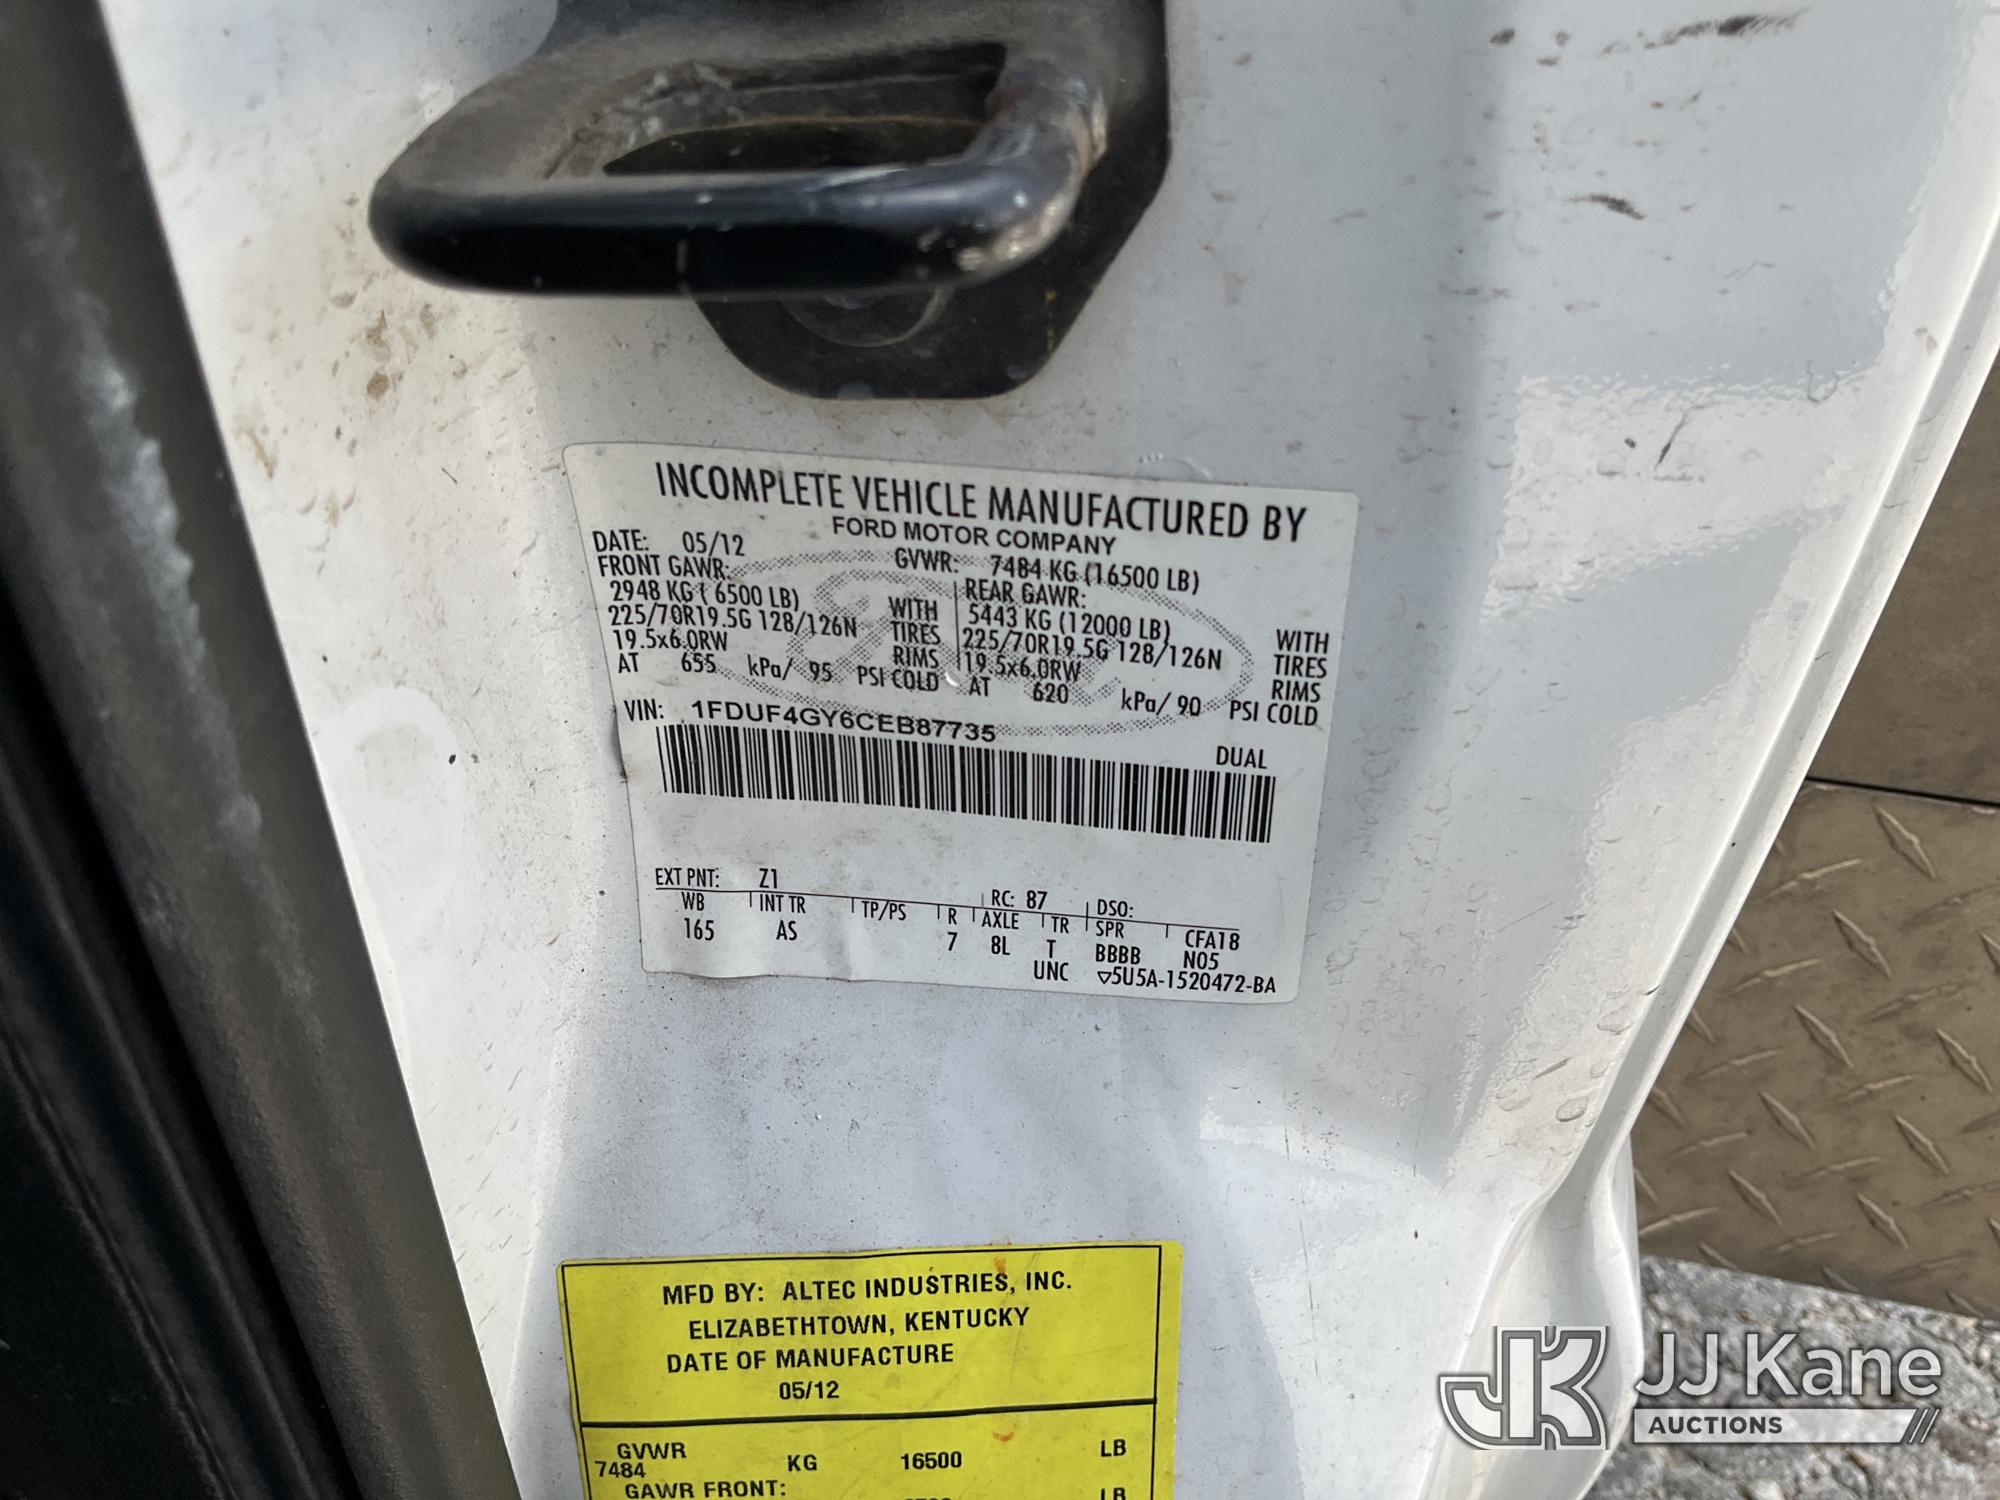 INCOMPLETE VEHICLE MANUFACTURED BY
FORD MOTOR COMPANY
DATE: 05/12 GVWR: 7484 KG (16500 LB)
FRONT GAWR: REAR GAWR:
2948 KG ( 6500 LB) WITH 5443 KG (12000 LB) WITH
225/70R19.5G 128/126N TIRES 225/70R19.5G 128/126N TIRES
19.5x6.0RW RIMS 19.5x6.0RW RIMS
AT 655 kPa/ 95 PSI COLD AT 620 kPa/ 90 PSI COLD
VIN: 1FDUF4GY6CEB87735
DUAL
EXT PNT: Z1 RC: 87 DSO:
WB INT TR TP/PS R AXLE TR SPR CFA18
165 AS 7 8L T BBBB N05
UNC ▽5U5A-1520472-BA
MFD BY: ALTEC INDUSTRIES, INC.
ELIZABETHTOWN, KENTUCKY
DATE OF MANUFACTURE
05/12
GVWR
7484 KG 16500 LB
GAWR FRONT:
LB
JK JJ Kane
AUCTIONS